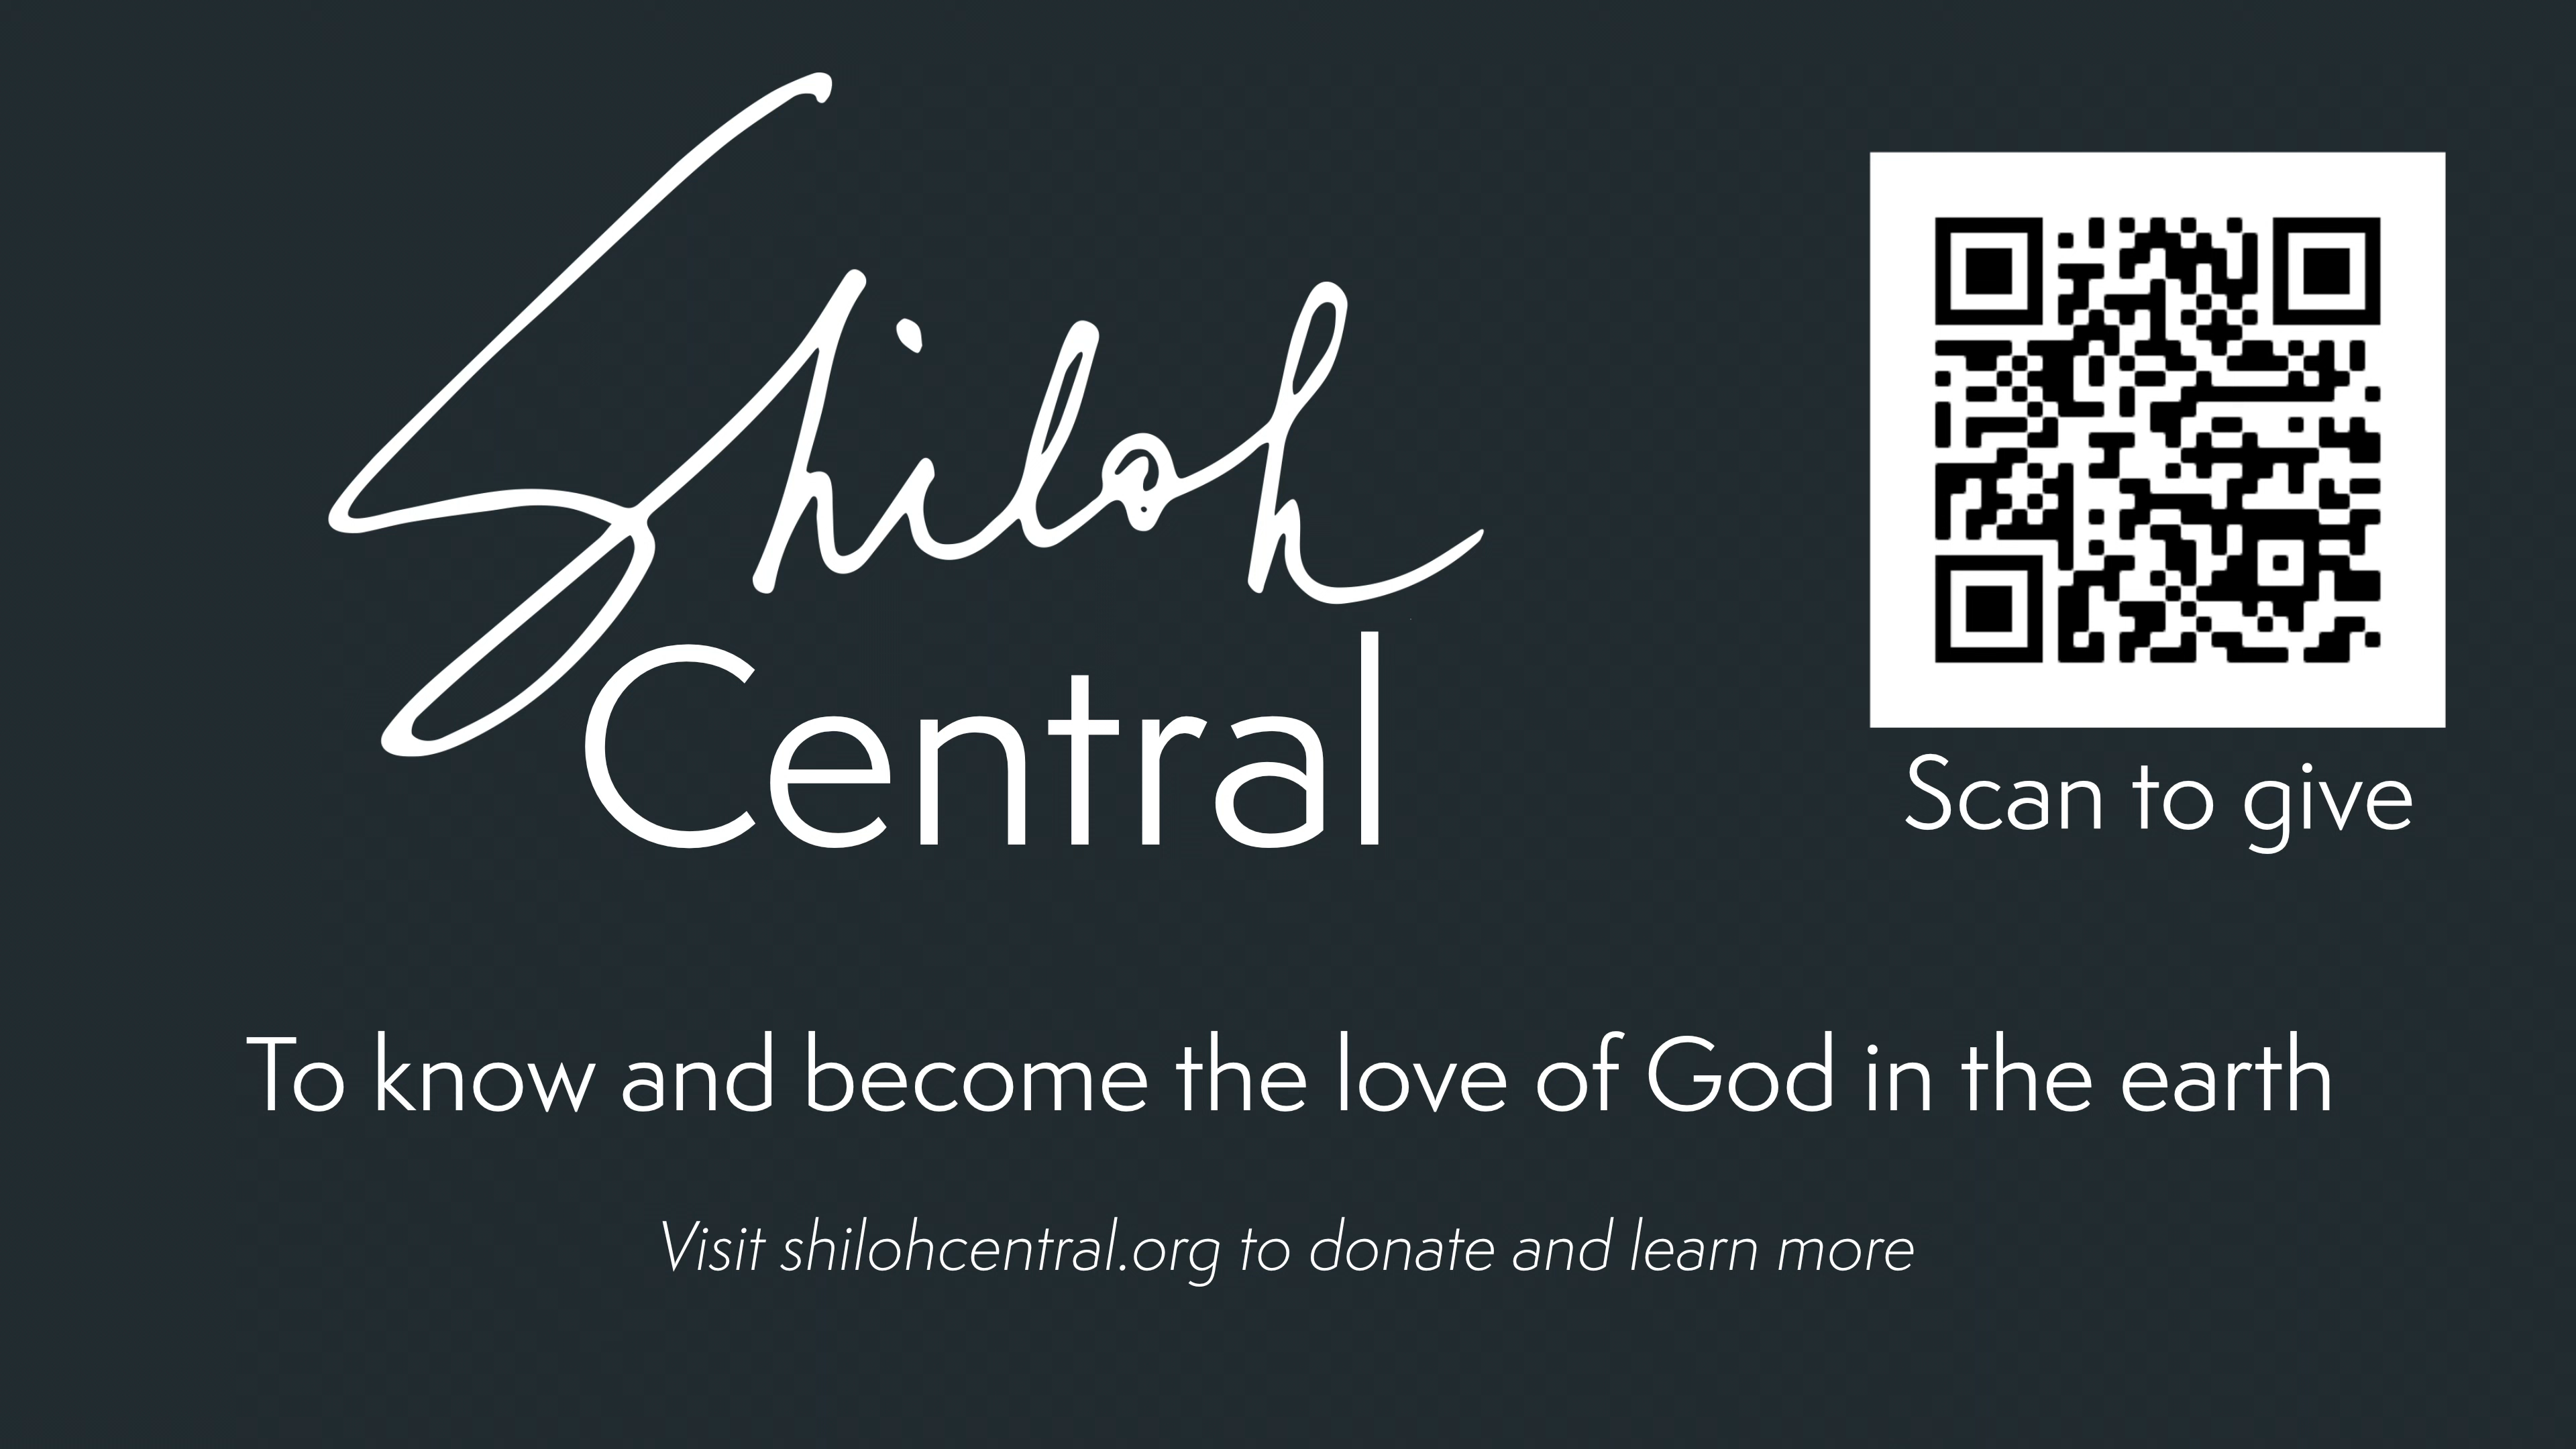 Shiloh
Central
Scan to give
To know and become the love of God in the earth
Visit shilohcentral.org to donate and learn more